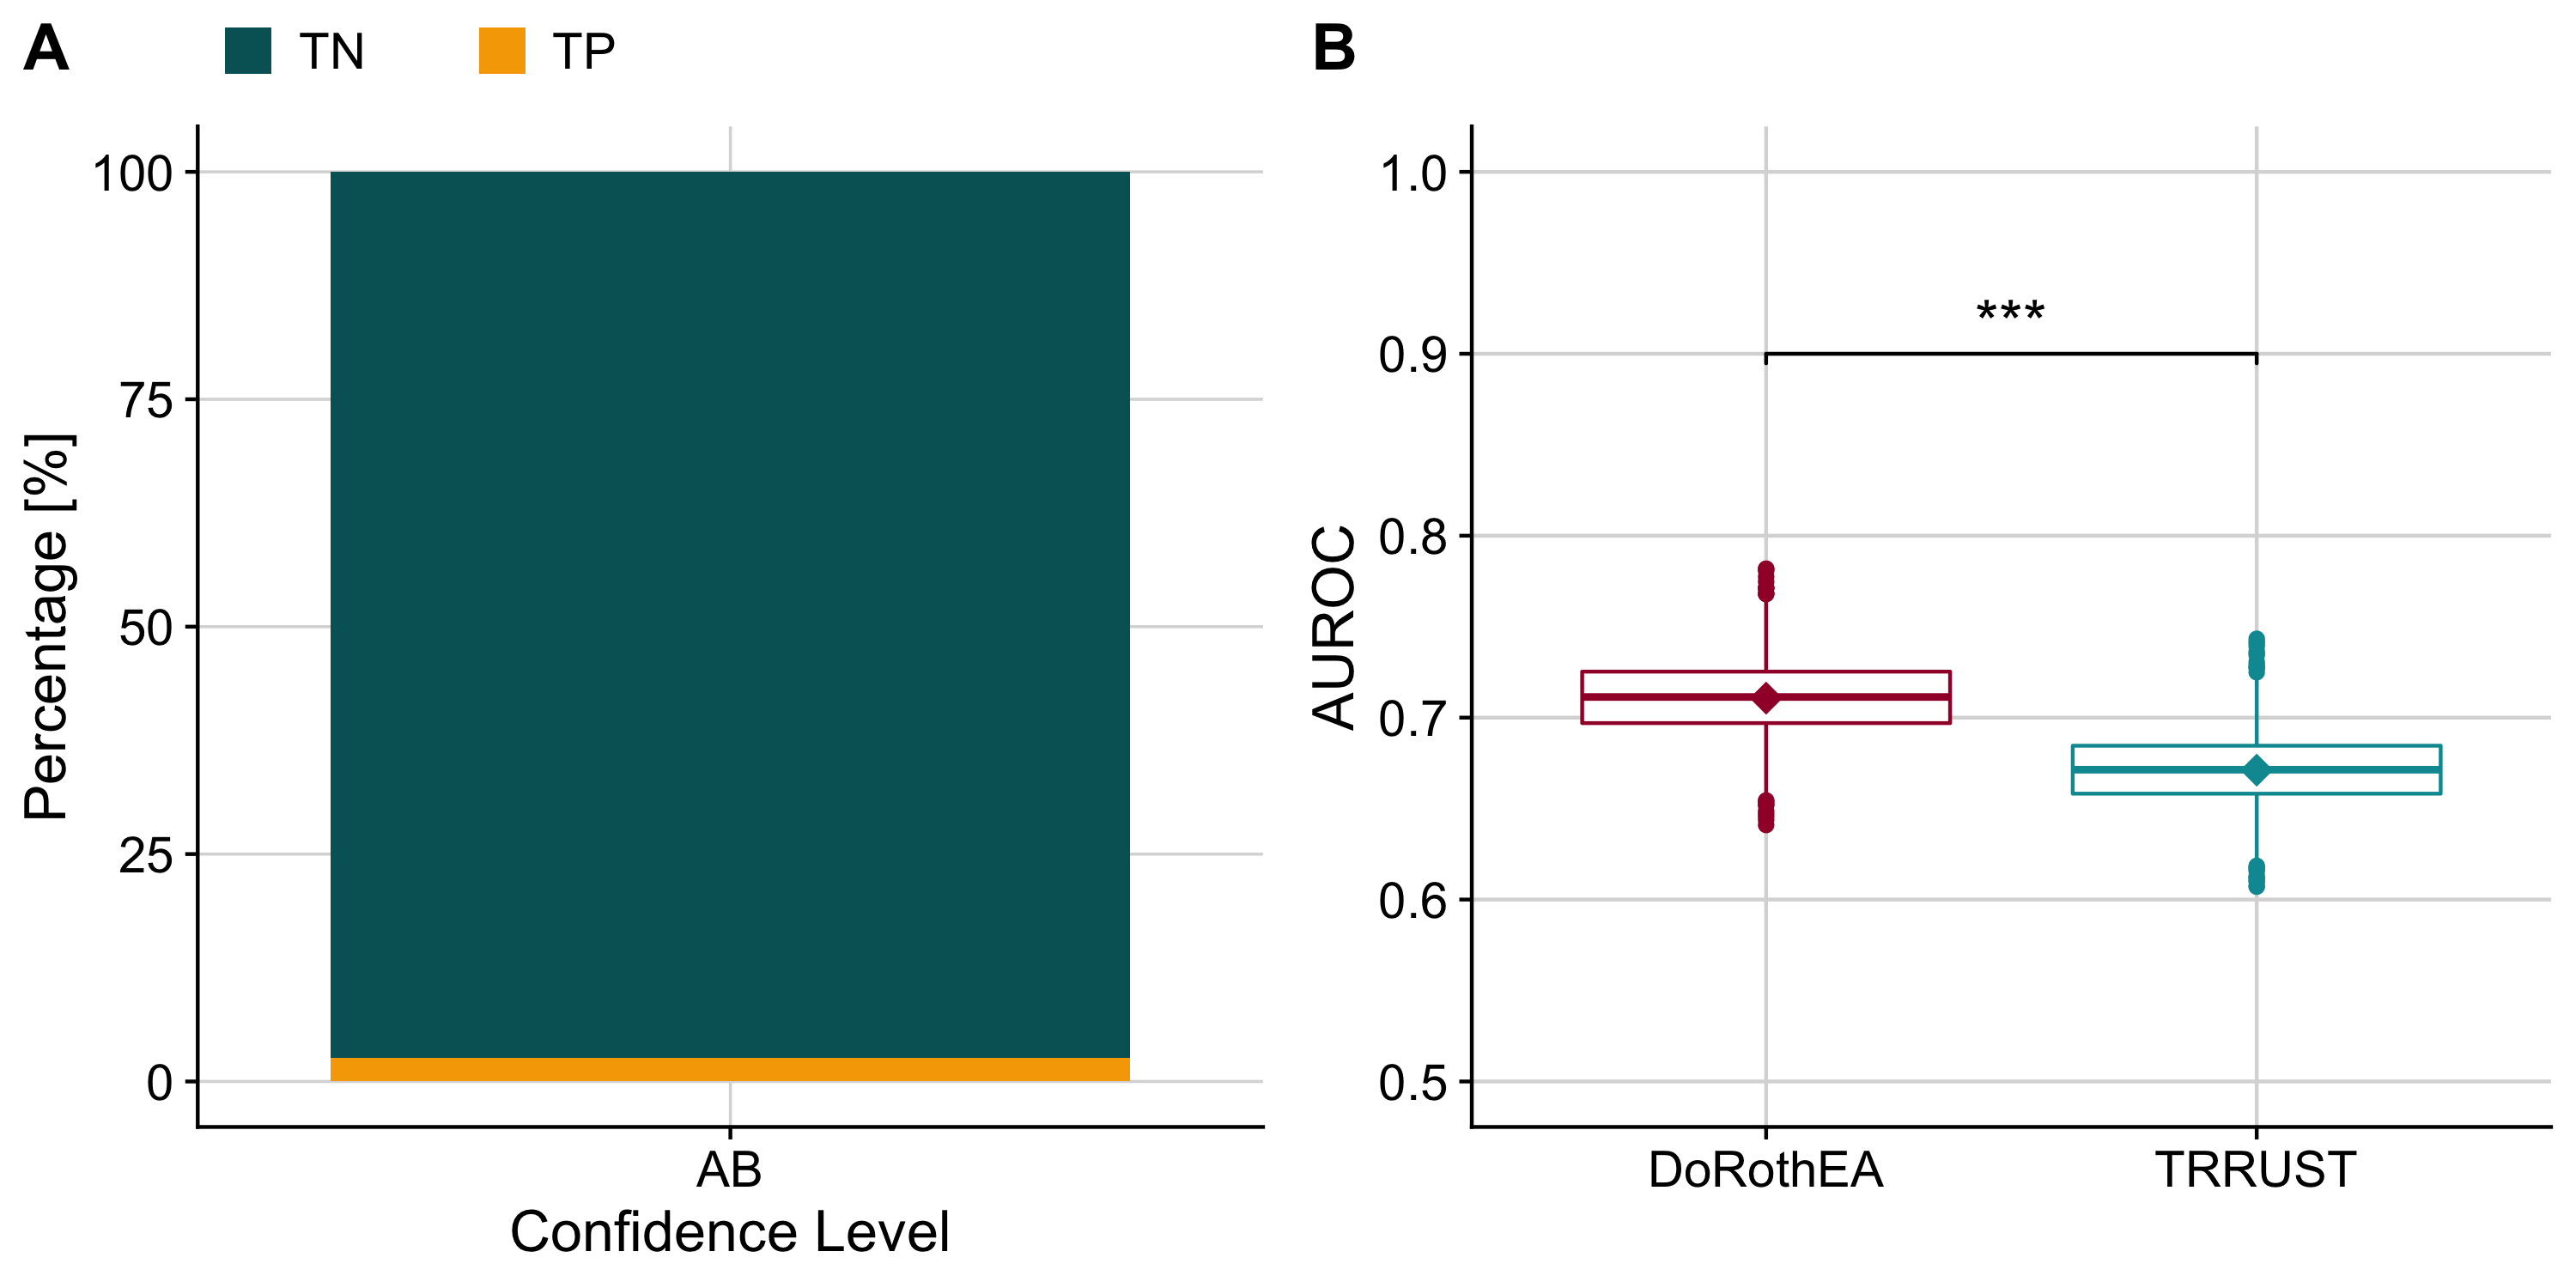 A
TN
TP
Percentage [%]
100
75
50
25
0
AB
Confidence Level
B
AUROC
1.0
0.9
0.8
0.7
0.6
0.5
***
DoRothEA
TRRUST